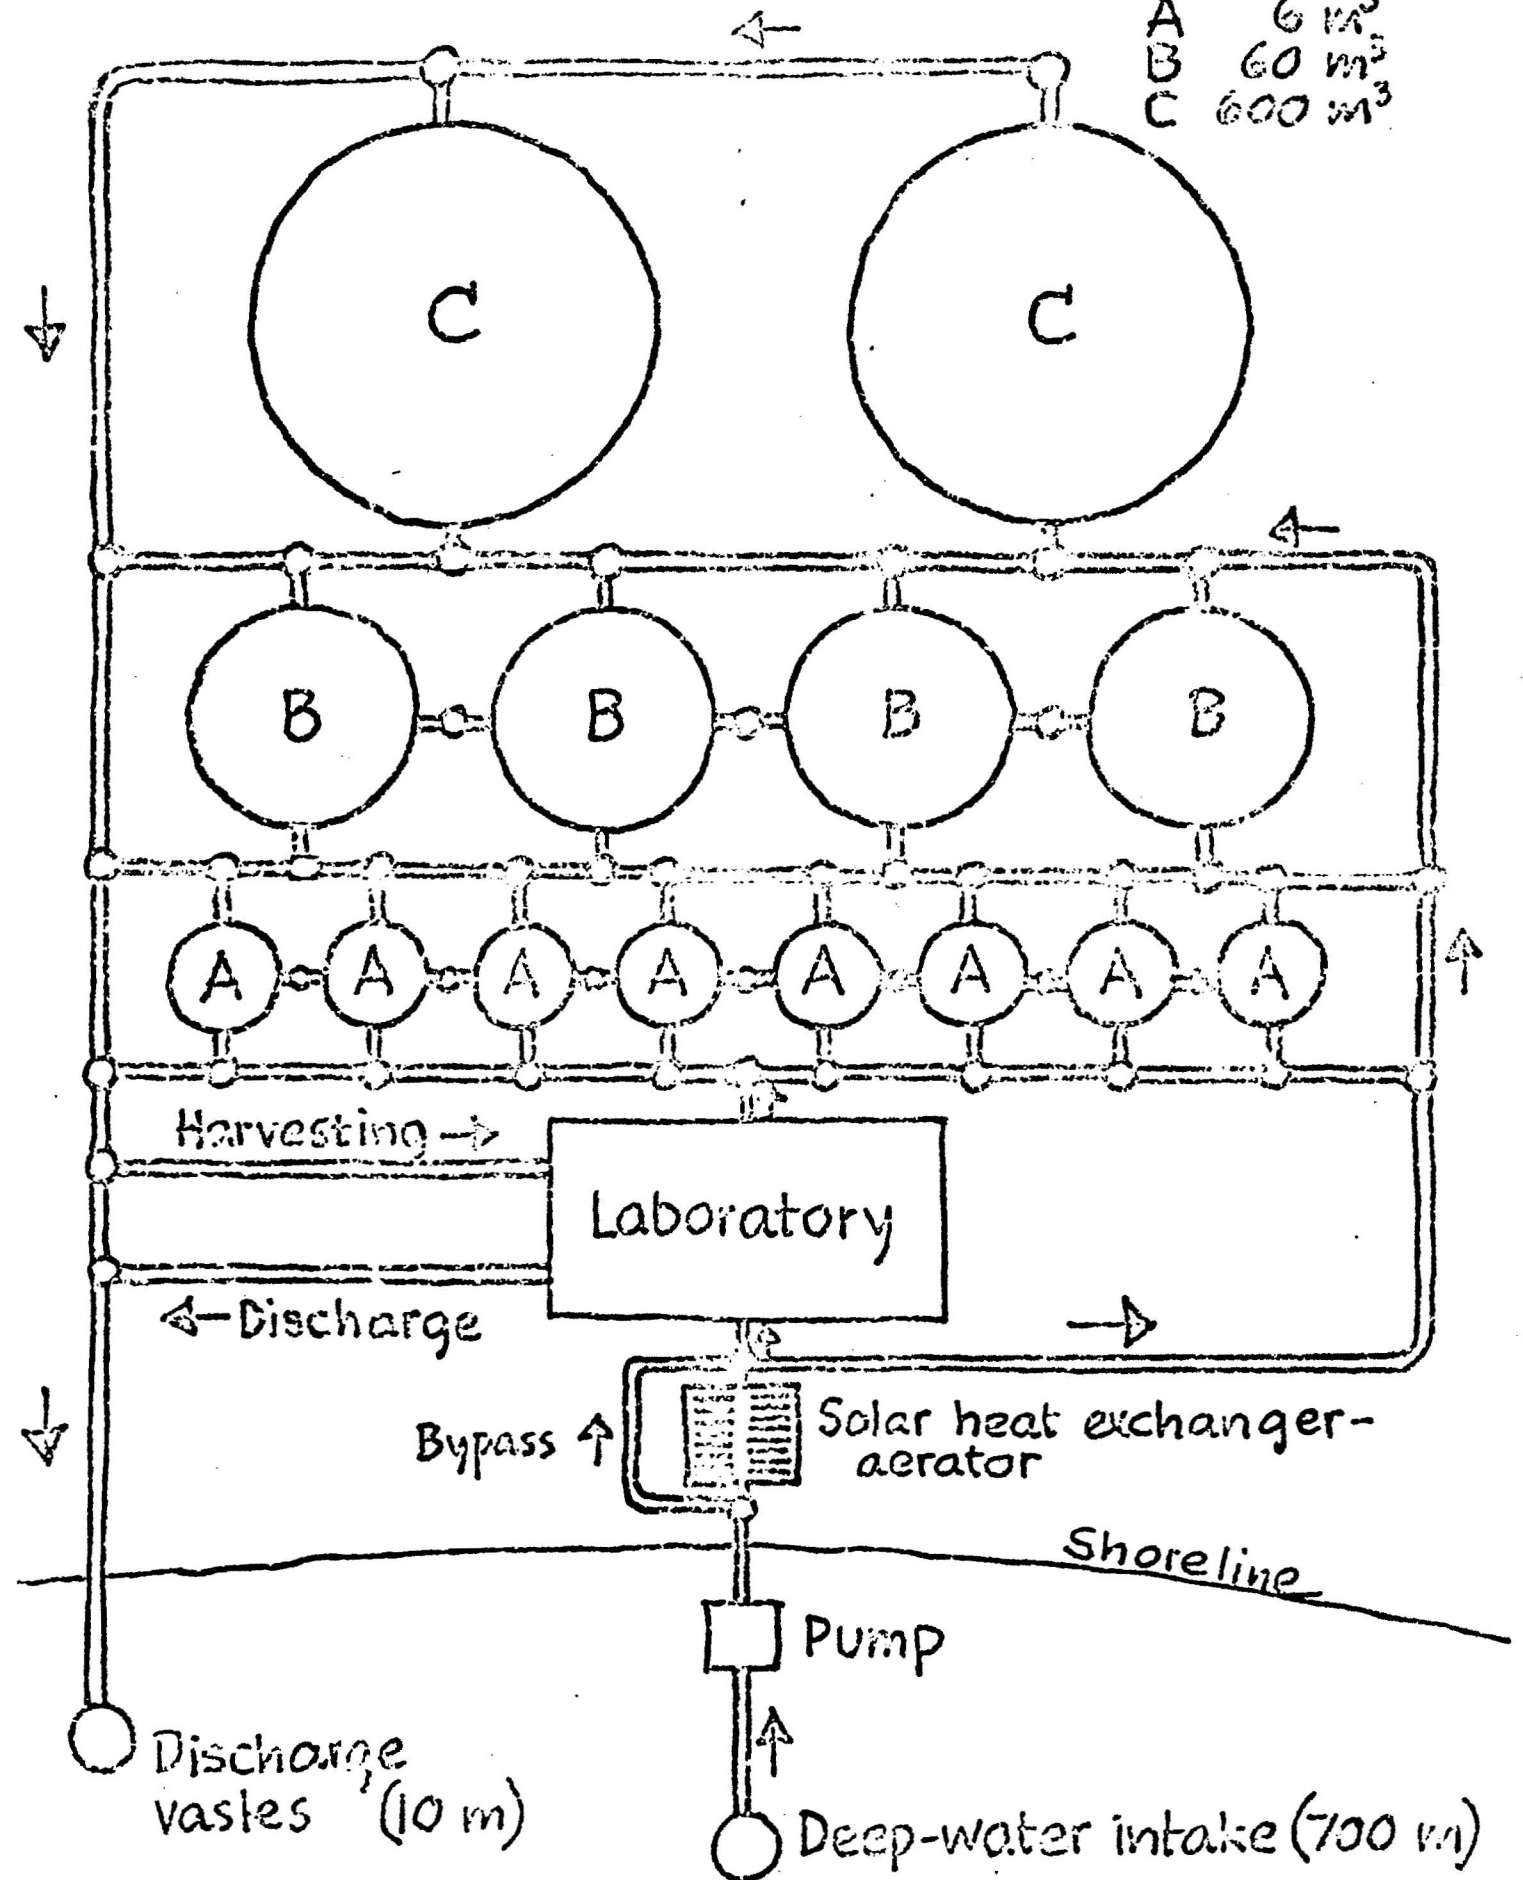 A 6 m³
B 60 m³
C 600 m³
C
C
B
B
B
B
A
A
A
A
A
A
A
A
Harvesting
Laboratory
Discharge
Bypass
Solar heat exchanger-
aerator
Shoreline
Pump
Discharge
vastes (10 m)
Deep-water intake (700 m)